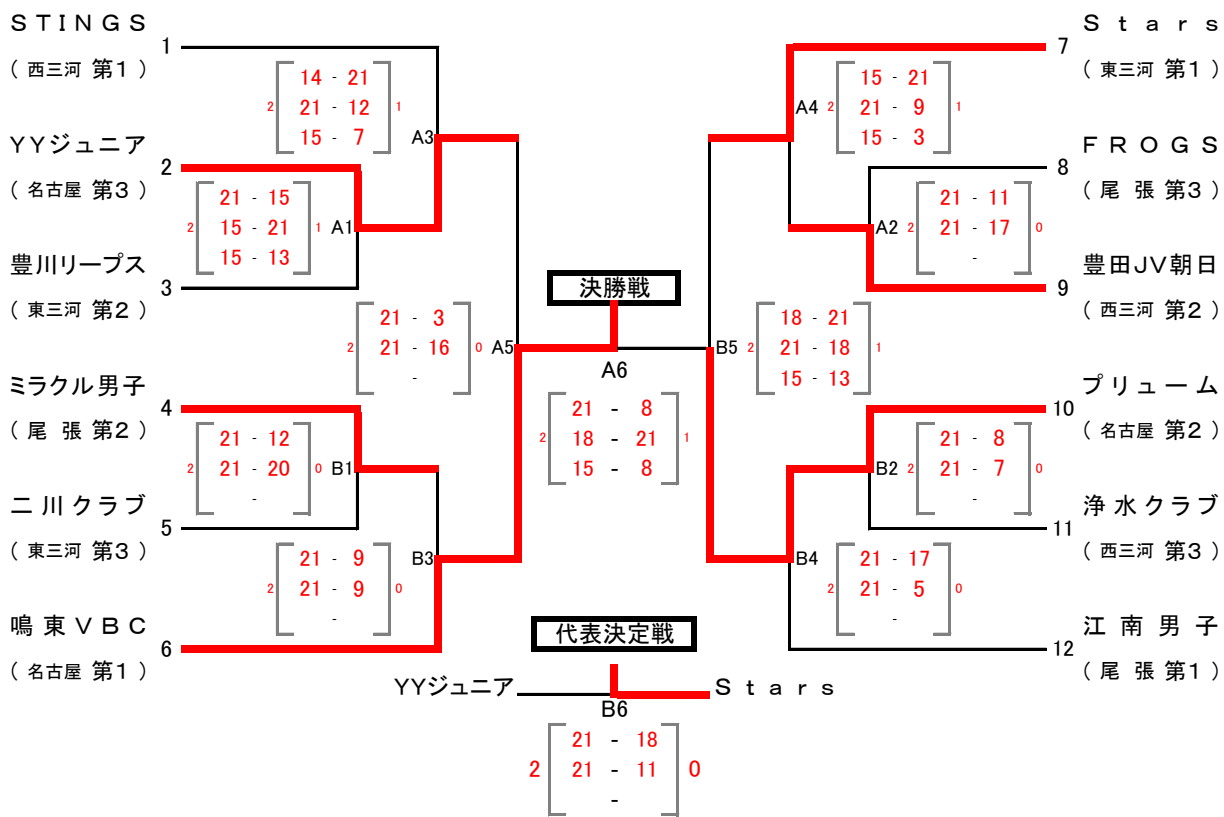 STINGS
1
( 西三河 第1 )
YYジュニア
2
( 名古屋 第3 )
豊川リープス
3
( 東三河 第2 )
ミラクル男子
4
( 尾 張 第2 )
二川クラブ
5
( 東三河 第3 )
鳴東VBC
6
( 名古屋 第1 )
14 - 21
2 21 - 12 1
15 - 7
A3
21 - 15
2 15 - 21 1
15 - 13
A1
21 - 3
2 21 - 16 0
-
A5
21 - 12
2 21 - 20 0
-
B1
21 - 9
2 21 - 9 0
-
B3
決勝戦
A6
21 - 8
2 18 - 21 1
15 - 8
代表決定戦
YYジュニア
Stars
B6
21 - 18
2 21 - 11 0
-
Stars
7
( 東三河 第1 )
FROGS
8
( 尾 張 第3 )
豊田JV朝日
9
( 西三河 第2 )
プリューム
10
( 名古屋 第2 )
浄水クラブ
11
( 西三河 第3 )
江南男子
12
( 尾 張 第1 )
A4
15 - 21
2 21 - 9 1
15 - 3
A2
21 - 11
2 21 - 17 0
-
B5
18 - 21
2 21 - 18 1
15 - 13
B2
21 - 8
2 21 - 7 0
-
B4
21 - 17
2 21 - 5 0
-